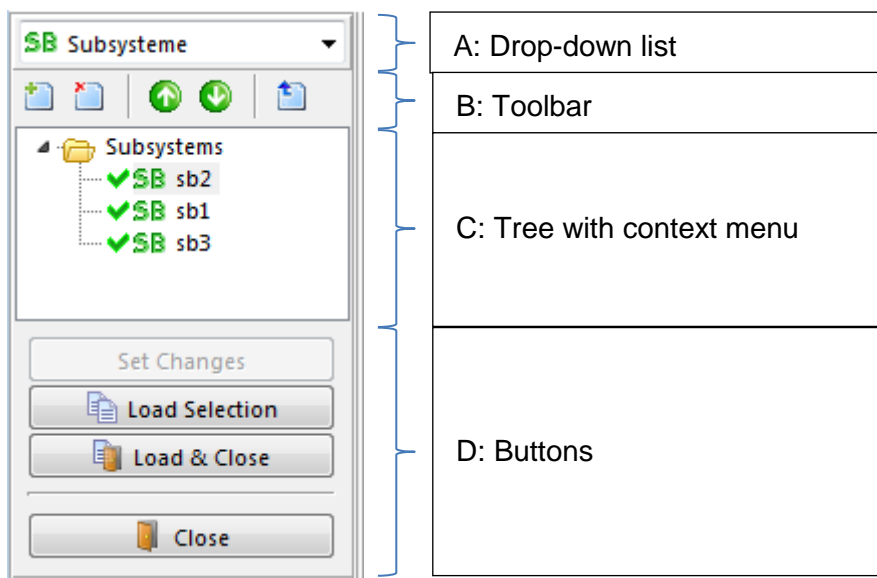 SB Subsysteme
A: Drop-down list
B: Toolbar
Subsystems
SB sb2
SB sb1
SB sb3
C: Tree with context menu
Set Changes
Load Selection
Load & Close
Close
D: Buttons